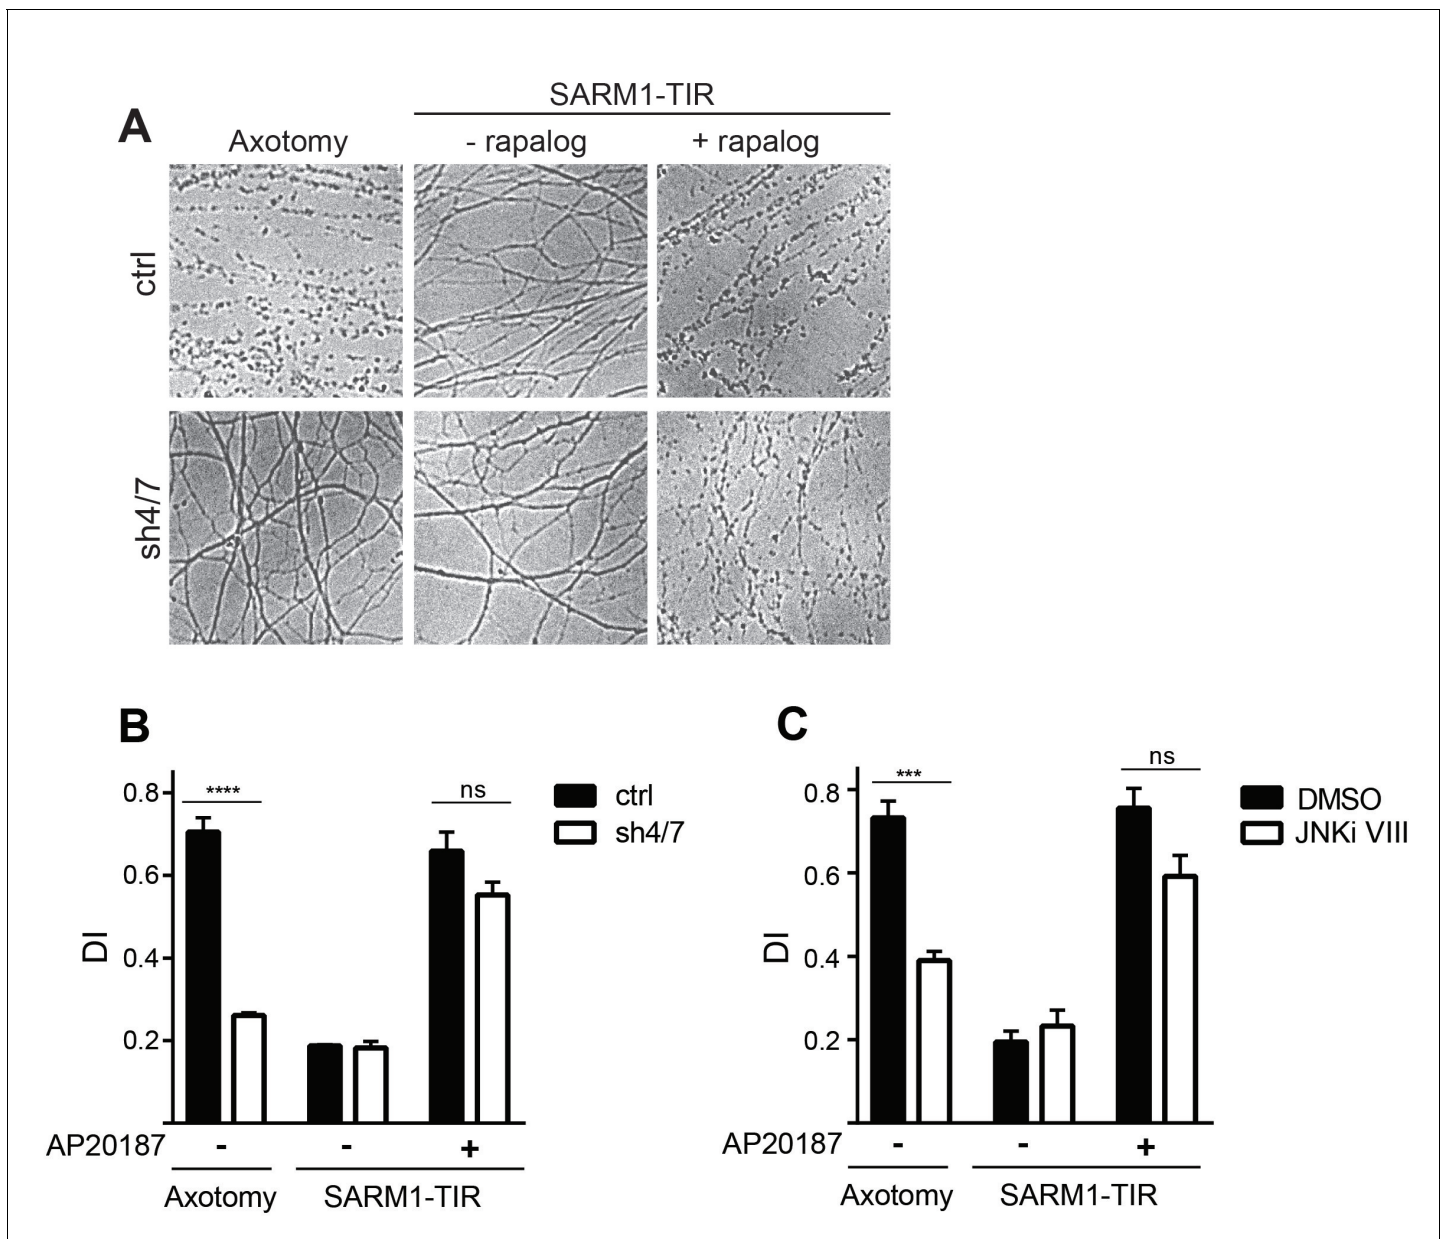 SARM1-TIR
A
Axotomy - rapalog + rapalog
ctrl
sh4/7
B
DI
0.8
0.6
0.4
0.2
****
ns
ctrl
sh4/7
AP20187 - - +
Axotomy SARM1-TIR
C
DI
0.8
0.6
0.4
0.2
***
ns
DMSO
JNKi VIII
AP20187 - - +
Axotomy SARM1-TIR